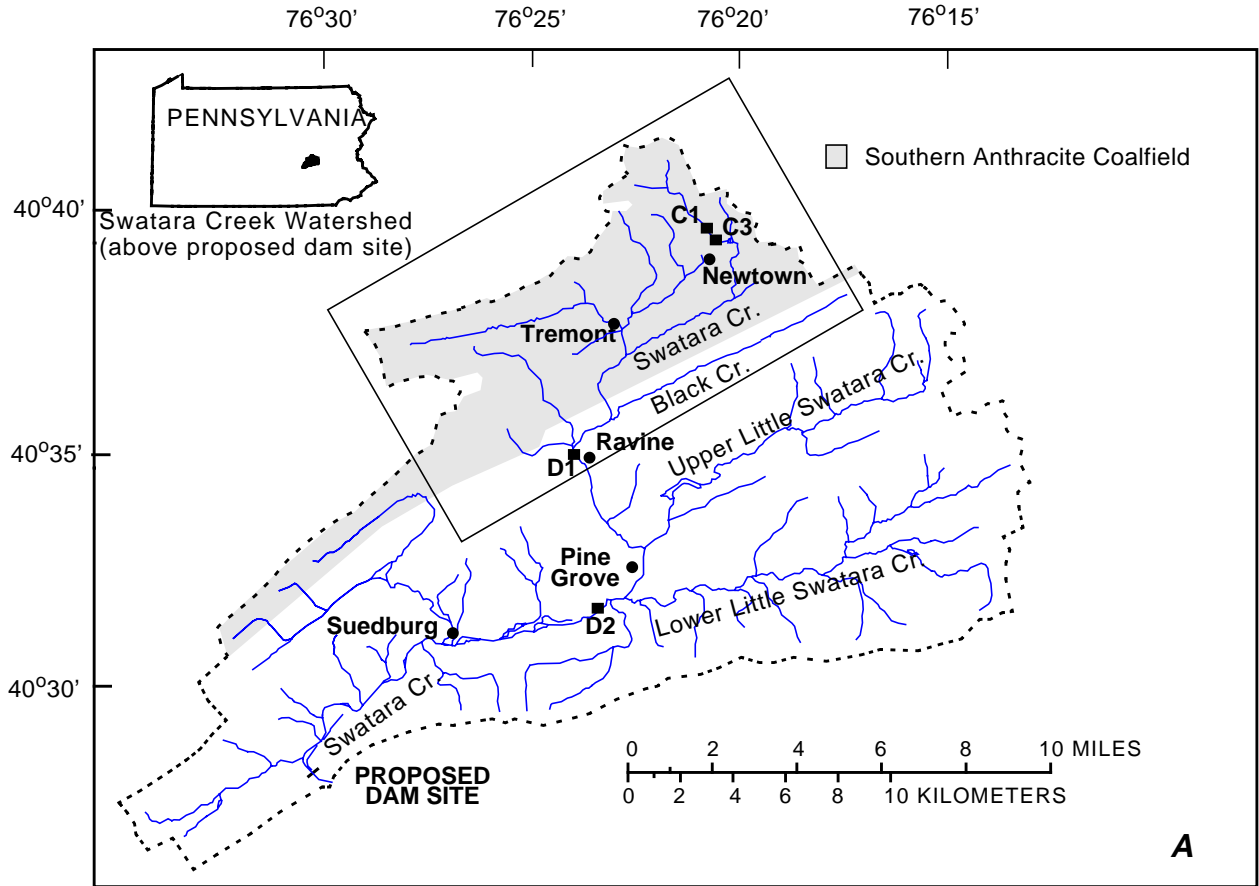 76°30’ 76°25’ 76°20’ 76°15’
PENNSYLVANIA
Swatara Creek Watershed
(above proposed dam site)
Southern Anthracite Coalfield
40°40’
C1
C3
Newtown
Tremont
Swatara Cr.
Black Cr.
Upper Little Swatara Cr.
40°35’
Ravine
D1
Pine
Grove
Lower Little Swatara Cr.
Suedburg
D2
40°30’
Swatara Cr.
PROPOSED
DAM SITE
0 2 4 6 8 10 MILES
0 2 4 6 8 10 KILOMETERS
A